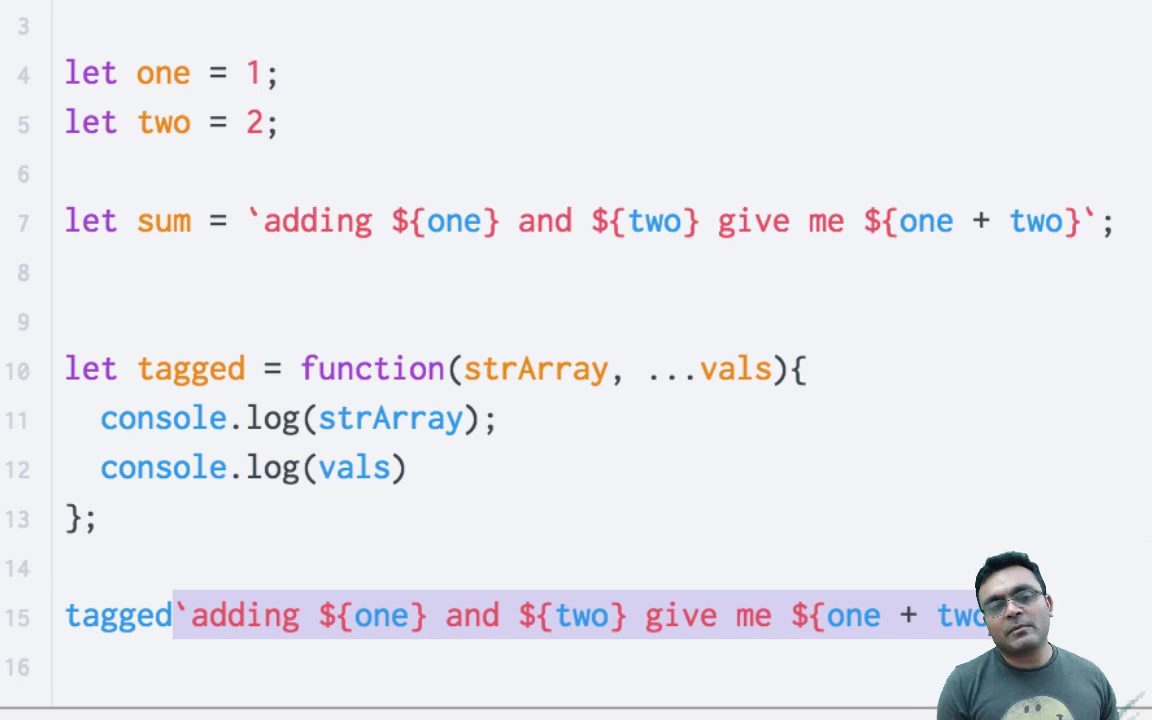 3
4 let one = 1;
5 let two = 2;
6
7 let sum = `adding ${one} and ${two} give me ${one + two}`;
8
9
10 let tagged = function(strArray, ...vals){
11   console.log(strArray);
12   console.log(vals)
13 };
14
15 tagged`adding ${one} and ${two} give me ${one + two
16